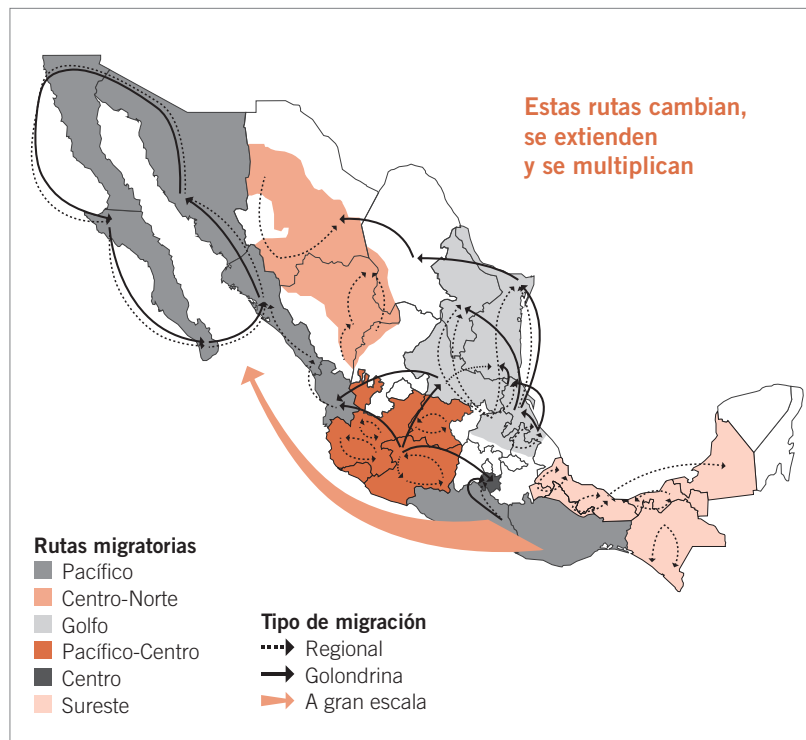 Estas rutas cambian,
se extienden
y se multiplican
Rutas migratorias
Pacífico
Centro-Norte
Golfo
Pacífico-Centro
Centro
Sureste
Tipo de migración
Regional
Golondrina
A gran escala